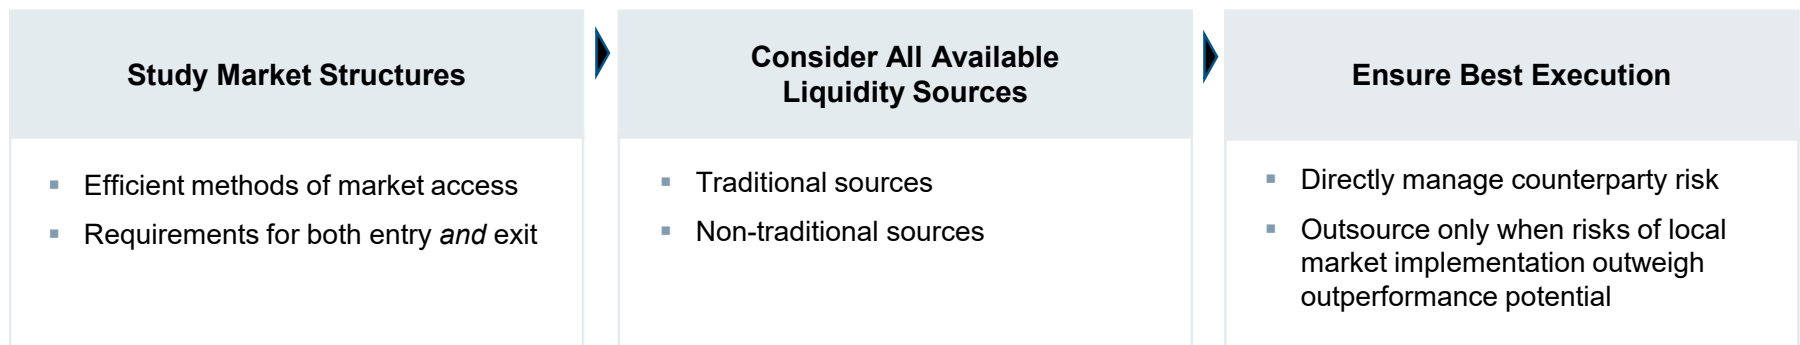 Study Market Structures
▪ Efficient methods of market access
▪ Requirements for both entry and exit
Consider All Available
Liquidity Sources
▪ Traditional sources
▪ Non-traditional sources
Ensure Best Execution
▪ Directly manage counterparty risk
▪ Outsource only when risks of local
market implementation outweigh
outperformance potential